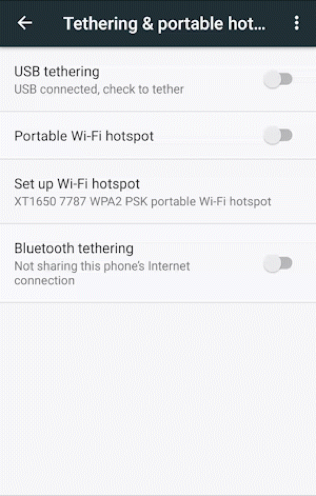 Tethering & portable hot...
USB tethering
USB connected, check to tether
Portable Wi-Fi hotspot
Set up Wi-Fi hotspot
XT1650 7787 WPA2 PSK portable Wi-Fi hotspot
Bluetooth tethering
Not sharing this phone's Internet
connection